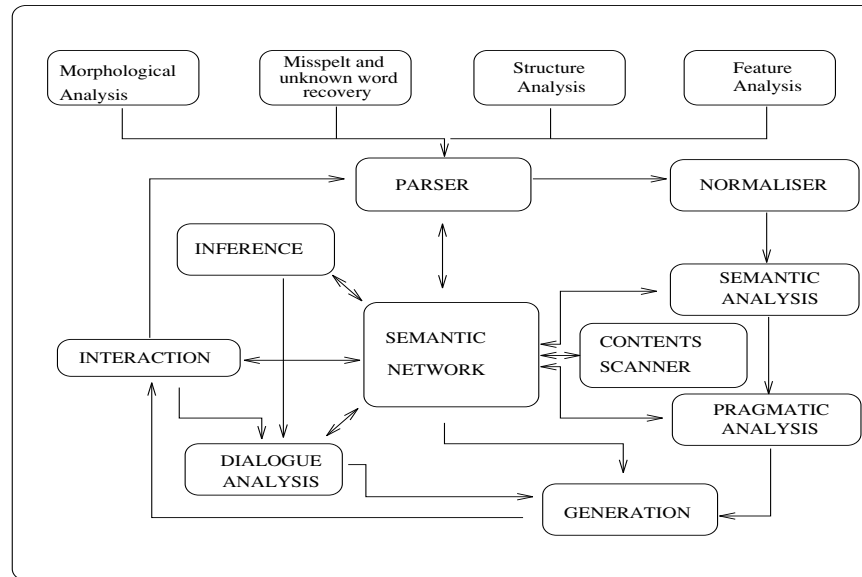 Morphological
Analysis
Misspelt and
unknown word
recovery
Structure
Analysis
Feature
Analysis
PARSER
NORMALISER
INFERENCE
SEMANTIC
ANALYSIS
SEMANTIC
NETWORK
CONTENTS
SCANNER
INTERACTION
PRAGMATIC
ANALYSIS
DIALOGUE
ANALYSIS
GENERATION